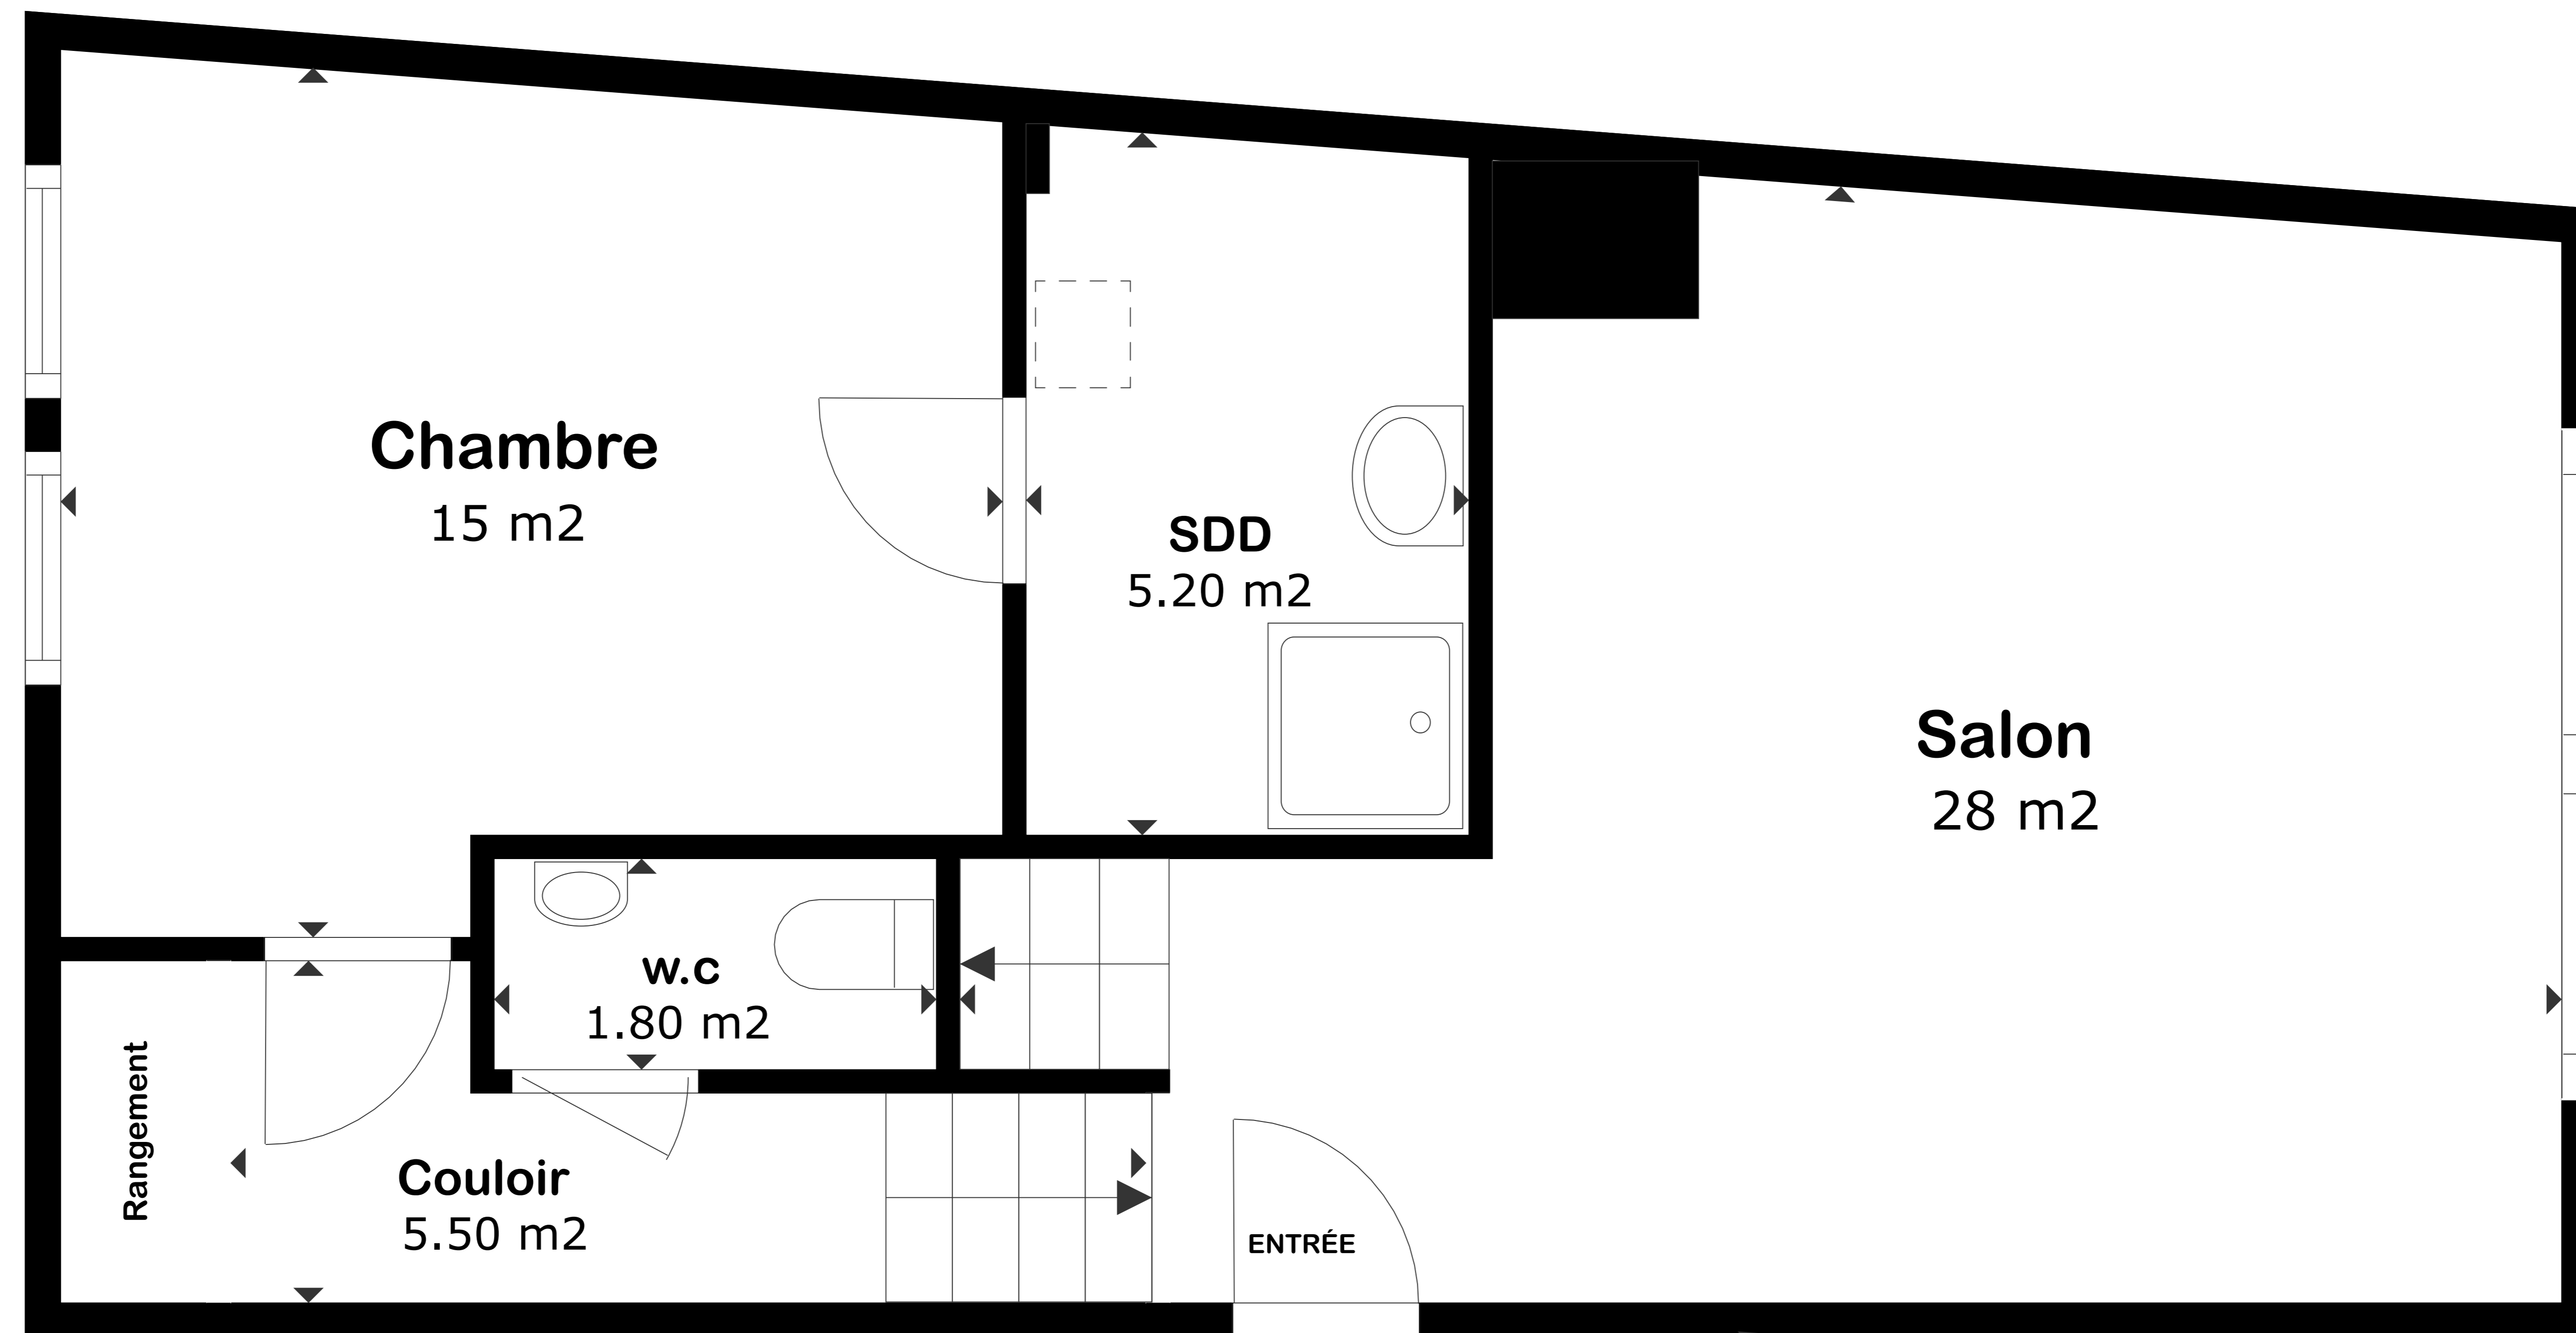 Chambre
15 m2
SDD
5.20 m2
Salon
28 m2
w.c
1.80 m2
Rangement
Couloir
5.50 m2
ENTRÉE